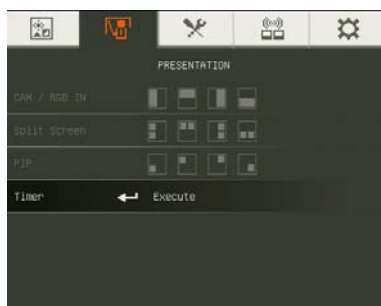 PRESENTATION
CAM / RGB IN
Split Screen
PIP
Timer Execute